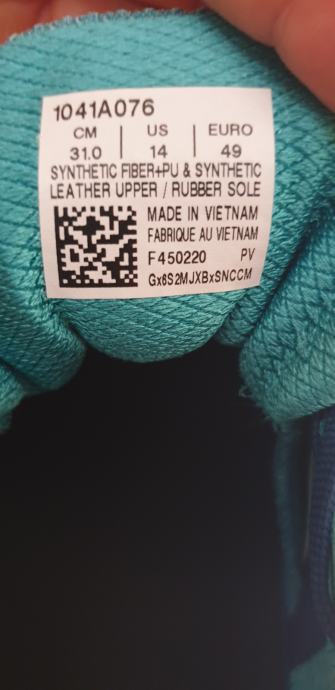 1041A076
CM | US | EURO
31.0 | 14 | 49
SYNTHETIC FIBER+PU & SYNTHETIC
LEATHER UPPER / RUBBER SOLE
MADE IN VIETNAM
FABRIQUE AU VIETNAM
F450220 PV
Gx6S2MJXBxSNCCM